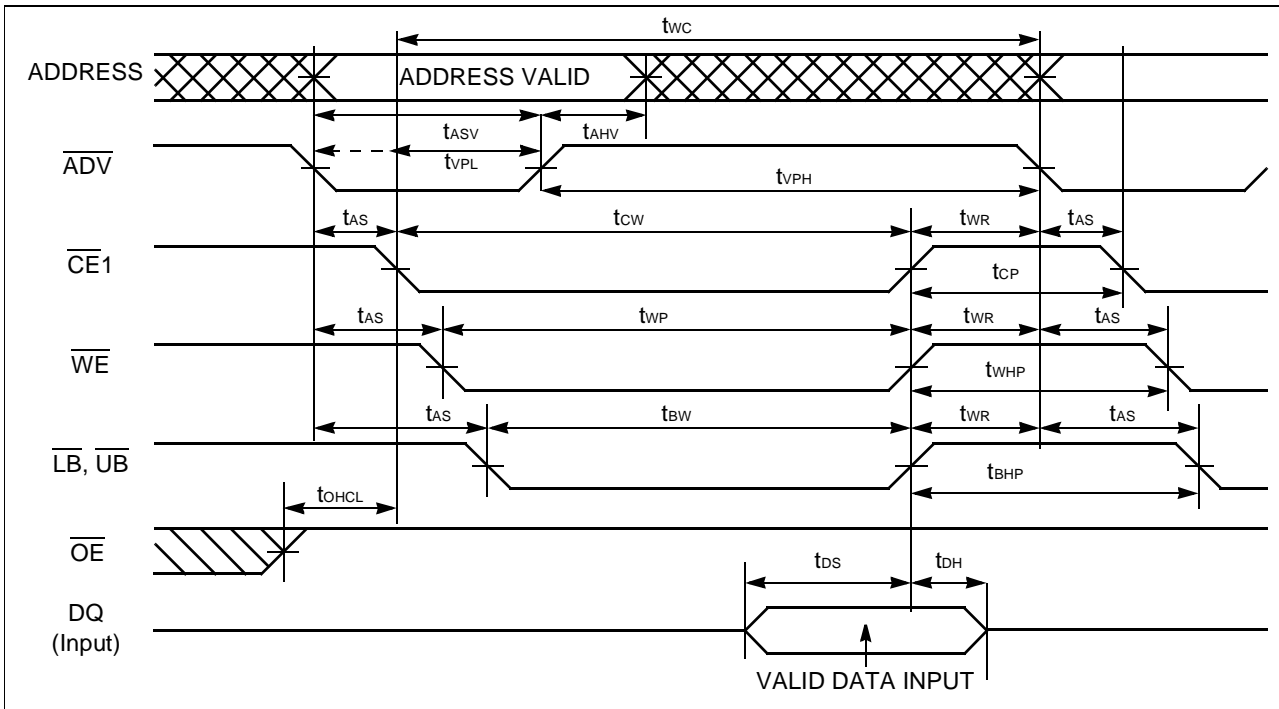 tWC
ADDRESS
ADDRESS VALID
tASV
tAHV
ADV
tVPL
tVPH
tAS
tCW
tWR
tAS
CE1
tCP
tAS
tWP
tWR
tAS
WE
tWHP
tAS
tBW
tWR
tAS
LB, UB
tBHP
tOHCL
OE
tDS
tDH
DQ
(Input)
VALID DATA INPUT